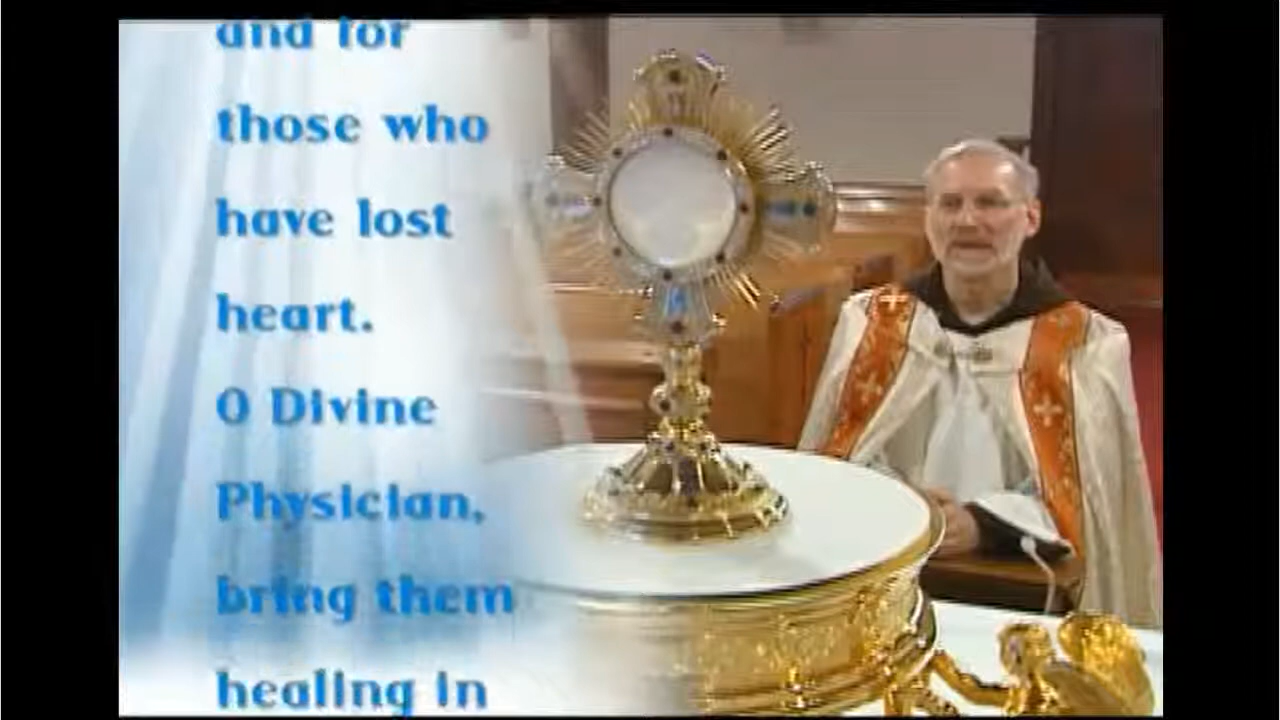 and for
those who
have lost
heart.
O Divine
Physician,
bring them
healing in